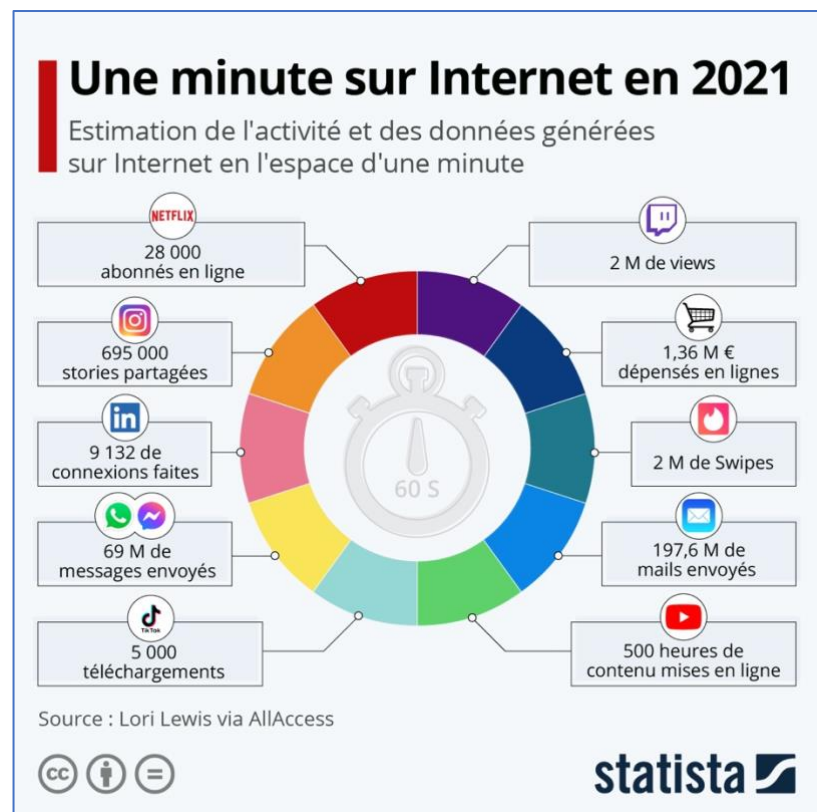 Une minute sur Internet en 2021
Estimation de l'activité et des données générées
sur Internet en l'espace d'une minute
NETFLIX
28 000
abonnés en ligne
2 M de views
695 000
stories partagées
1,36 M €
dépensés en lignes
in
9 132 de
connexions faites
2 M de Swipes
60 S
69 M de
messages envoyés
197,6 M de
mails envoyés
TikTok
5 000
téléchargements
500 heures de
contenu mises en ligne
Source : Lori Lewis via AllAccess
cc
statista